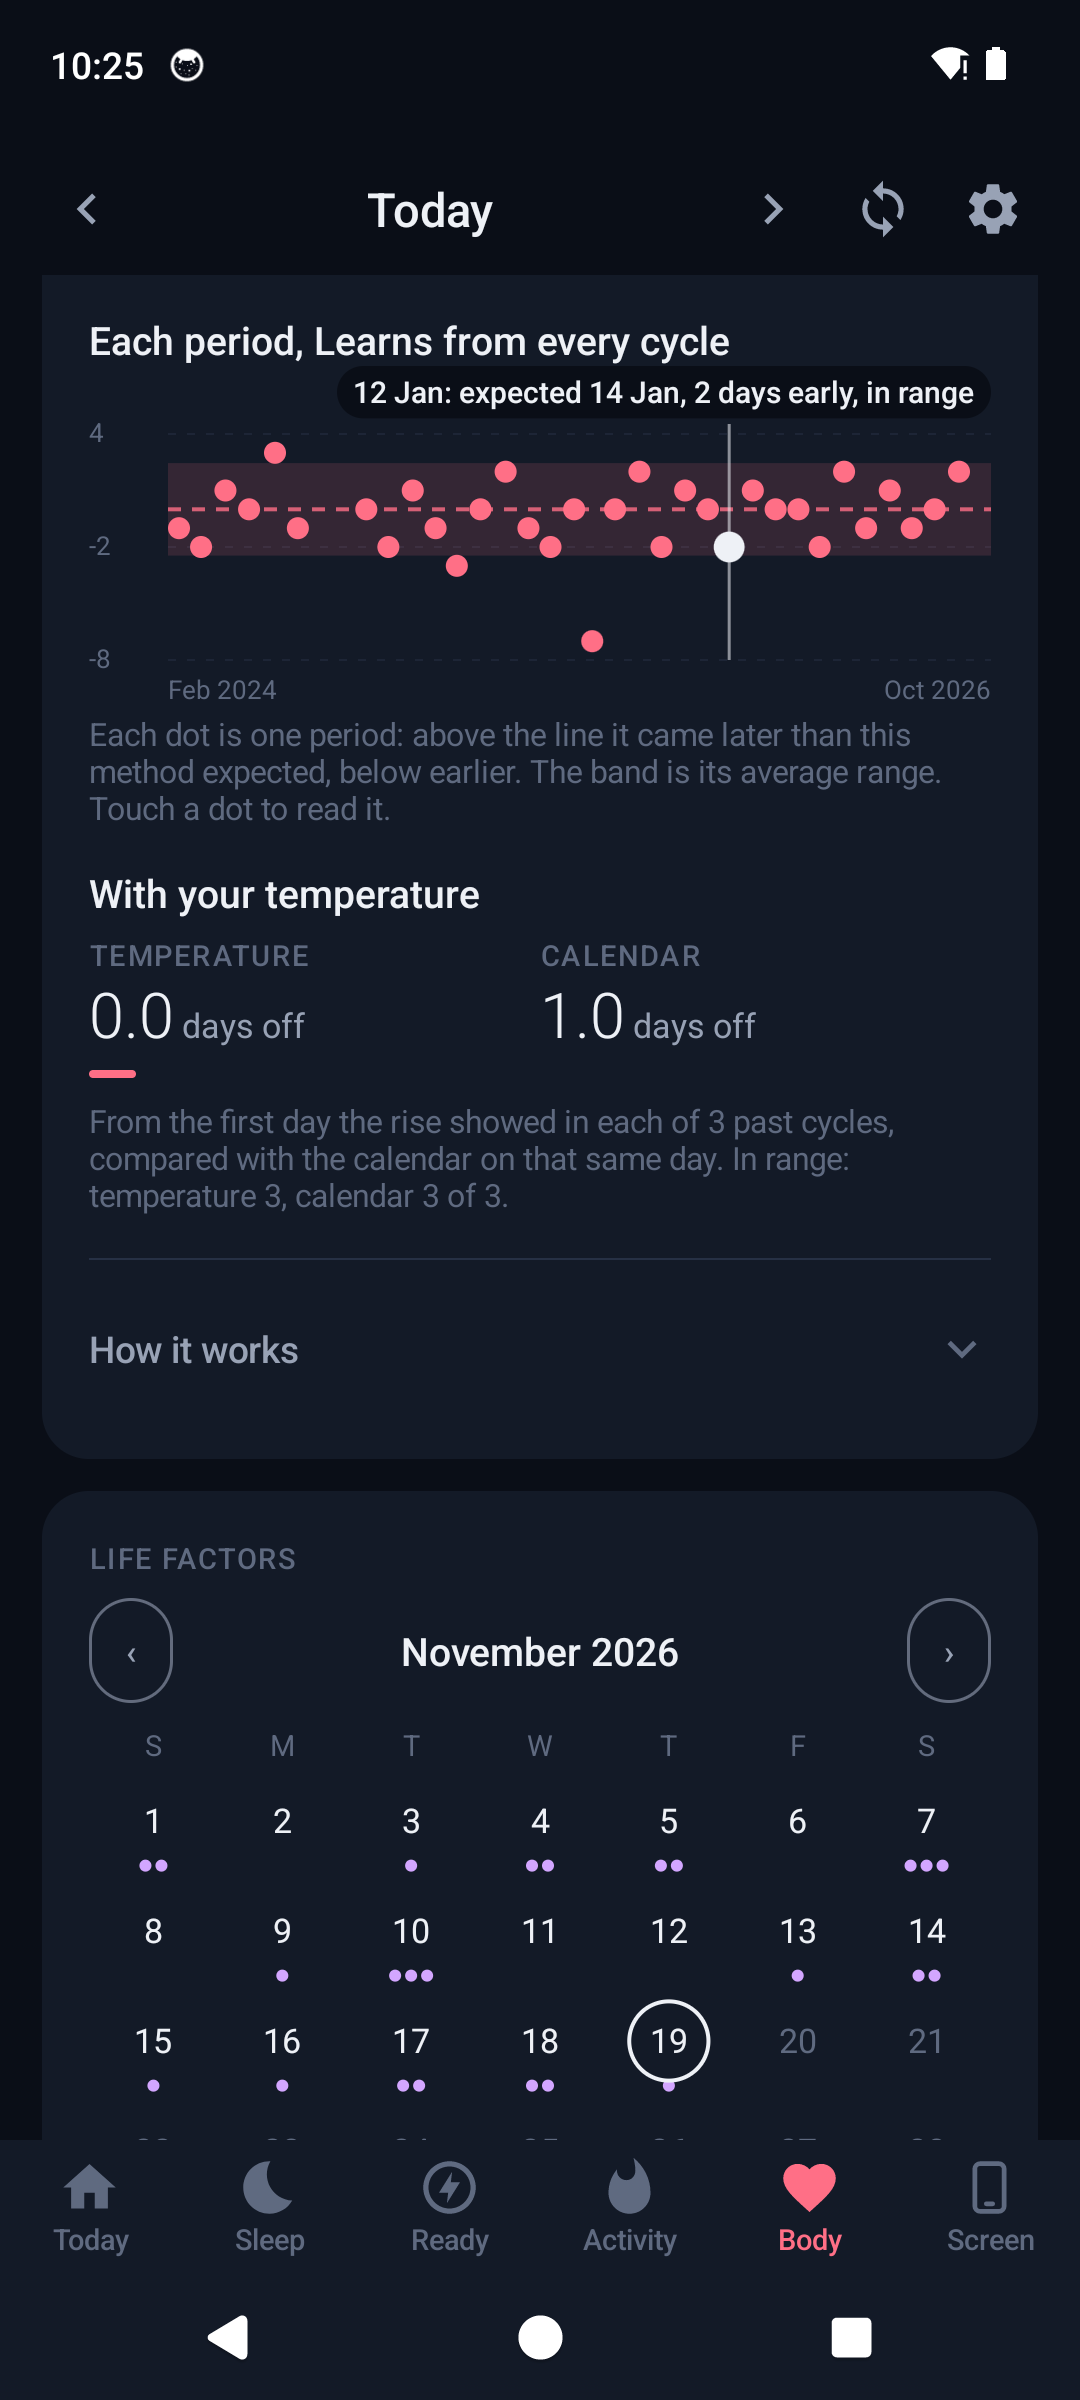 10:25
Today
Each period, Learns from every cycle
12 Jan: expected 14 Jan, 2 days early, in range
4
-2
-8
Feb 2024 Oct 2026
Each dot is one period: above the line it came later than this
method expected, below earlier. The band is its average range.
Touch a dot to read it.
With your temperature
TEMPERATURE CALENDAR
0.0 days off 1.0 days off
From the first day the rise showed in each of 3 past cycles,
compared with the calendar on that same day. In range:
temperature 3, calendar 3 of 3.
How it works
LIFE FACTORS
‹ November 2026 ›
S M T W T F S
1 2 3 4 5 6 7
8 9 10 11 12 13 14
15 16 17 18 19 20 21
Today Sleep Ready Activity Body Screen